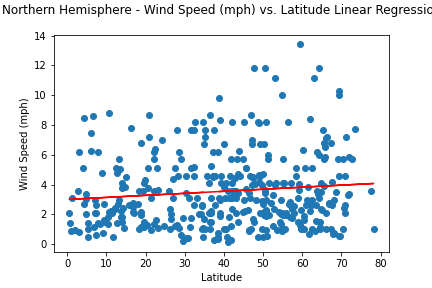 Northern Hemisphere - Wind Speed (mph) vs. Latitude Linear Regressio
14
12
10
8
6
4
2
0
Wind Speed (mph)
0 10 20 30 40 50 60 70 80
Latitude